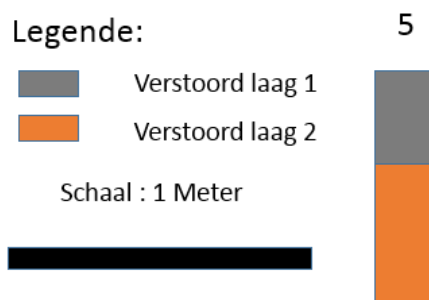 Legende:
5
Verstoord laag 1
Verstoord laag 2
Schaal : 1 Meter